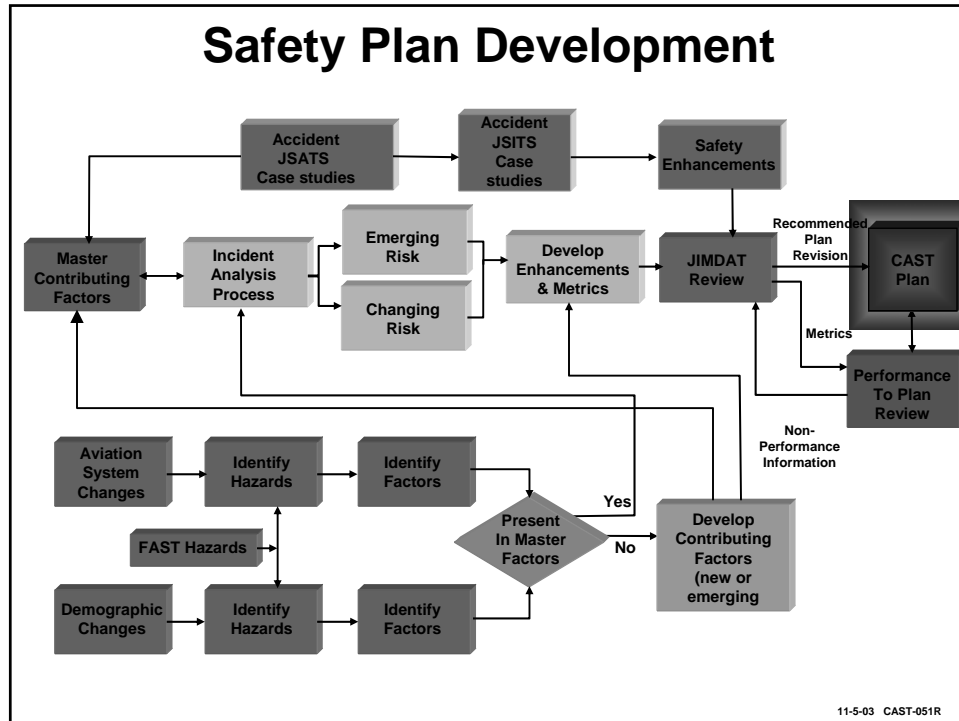 Safety Plan Development
Accident
JSATS
Case studies
Accident
JSITS
Case
studies
Safety
Enhancements
Master
Contributing
Factors
Incident
Analysis
Process
Emerging
Risk
Changing
Risk
Develop
Enhancements
& Metrics
JIMDAT
Review
Recommended
Plan
Revision
CAST
Plan
Metrics
Performance
To Plan
Review
Non-
Performance
Information
Aviation
System
Changes
Identify
Hazards
Identify
Factors
FAST Hazards
Demographic
Changes
Identify
Hazards
Identify
Factors
Present
In Master
Factors
Yes
No
Develop
Contributing
Factors
(new or
emerging
11-5-03 CAST-051R